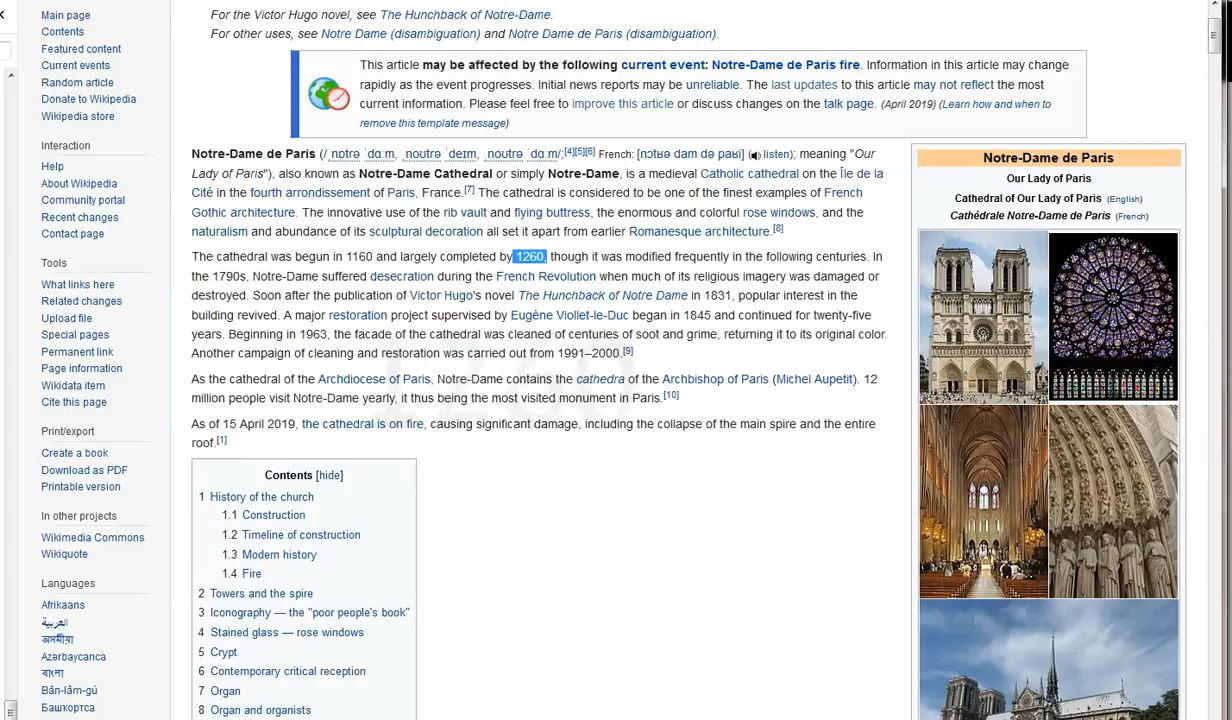 Main page
Contents
Featured content
Current events
Random article
Donate to Wikipedia
Wikipedia store
Interaction
Help
About Wikipedia
Community portal
Recent changes
Contact page
Tools
What links here
Related changes
Upload file
Special pages
Permanent link
Page information
Wikidata item
Cite this page
Print/export
Create a book
Download as PDF
Printable version
In other projects
Wikimedia Commons
Wikiquote
Languages
Afrikaans
العربية
অসমীয়া
Azərbaycanca
বাংলা
Bân-lâm-gú
Башҡортса
For the Victor Hugo novel, see The Hunchback of Notre-Dame.
For other uses, see Notre Dame (disambiguation) and Notre Dame de Paris (disambiguation).
This article may be affected by the following current event: Notre-Dame de Paris fire. Information in this article may change
rapidly as the event progresses. Initial news reports may be unreliable. The last updates to this article may not reflect the most
current information. Please feel free to improve this article or discuss changes on the talk page. (April 2019) (Learn how and when to
remove this template message)
Notre-Dame de Paris (/ˌnɒtrə ˈdɑːm, ˌnoʊtrə ˈdeɪm, ˌnoʊtrə ˈdɑːm/;[4][5][6] French: [nɔtʁə dam də paʁi] (listen); meaning "Our
Lady of Paris"), also known as Notre-Dame Cathedral or simply Notre-Dame, is a medieval Catholic cathedral on the Île de la
Cité in the fourth arrondissement of Paris, France.[7] The cathedral is considered to be one of the finest examples of French
Gothic architecture. The innovative use of the rib vault and flying buttress, the enormous and colorful rose windows, and the
naturalism and abundance of its sculptural decoration all set it apart from earlier Romanesque architecture.[8]
The cathedral was begun in 1160 and largely completed by 1260, though it was modified frequently in the following centuries. In
the 1790s, Notre-Dame suffered desecration during the French Revolution when much of its religious imagery was damaged or
destroyed. Soon after the publication of Victor Hugo's novel The Hunchback of Notre Dame in 1831, popular interest in the
building revived. A major restoration project supervised by Eugène Viollet-le-Duc began in 1845 and continued for twenty-five
years. Beginning in 1963, the facade of the cathedral was cleaned of centuries of soot and grime, returning it to its original color.
Another campaign of cleaning and restoration was carried out from 1991–2000.[9]
As the cathedral of the Archdiocese of Paris, Notre-Dame contains the cathedra of the Archbishop of Paris (Michel Aupetit). 12
million people visit Notre-Dame yearly, it thus being the most visited monument in Paris.[10]
1260
As of 15 April 2019, the cathedral is on fire, causing significant damage, including the collapse of the main spire and the entire
roof.[1]
Contents [hide]
1 History of the church
1.1 Construction
1.2 Timeline of construction
1.3 Modern history
1.4 Fire
2 Towers and the spire
3 Iconography — the "poor people's book"
4 Stained glass — rose windows
5 Crypt
6 Contemporary critical reception
7 Organ
8 Organ and organists
Notre-Dame de Paris
Our Lady of Paris
Cathedral of Our Lady of Paris (English)
Cathédrale Notre-Dame de Paris (French)